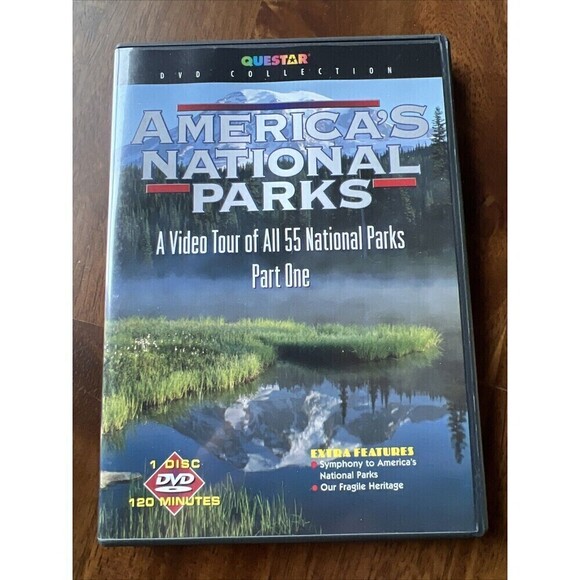 QUESTAR
DVD COLLECTION
AMERICA'S
NATIONAL
PARKS
A Video Tour of All 55 National Parks
Part One
EXTRA FEATURES
Symphony to America's
National Parks
Our Fragile Heritage
1 DISC
DVD
120 MINUTES